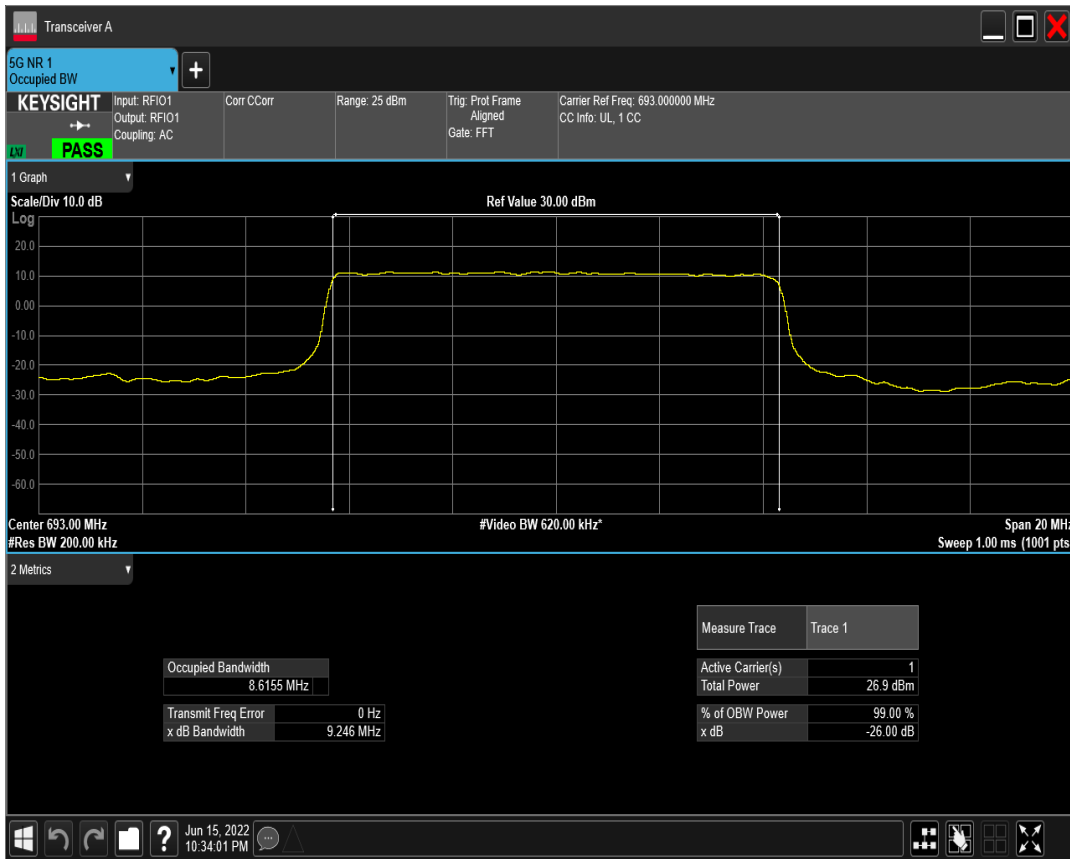 Transceiver A
5G NR 1
Occupied BW
+
KEYSIGHT
LXI
PASS
Input: RFIO1
Output: RFIO1
Coupling: AC
Corr CCorr
Range: 25 dBm
Trig: Prot Frame
Aligned
Gate: FFT
Carrier Ref Freq: 693.000000 MHz
CC Info: UL, 1 CC
1 Graph
Scale/Div 10.0 dB
Ref Value 30.00 dBm
Log
20.0
10.0
0.00
-10.0
-20.0
-30.0
-40.0
-50.0
-60.0
Center 693.00 MHz
#Video BW 620.00 kHz*
Span 20 MHz
#Res BW 200.00 kHz
Sweep 1.00 ms (1001 pts
2 Metrics
Measure Trace Trace 1
Occupied Bandwidth
8.6155 MHz
Active Carrier(s) 1
Total Power 26.9 dBm
Transmit Freq Error 0 Hz
x dB Bandwidth 9.246 MHz
% of OBW Power 99.00 %
x dB -26.00 dB
?
Jun 15, 2022
10:34:01 PM